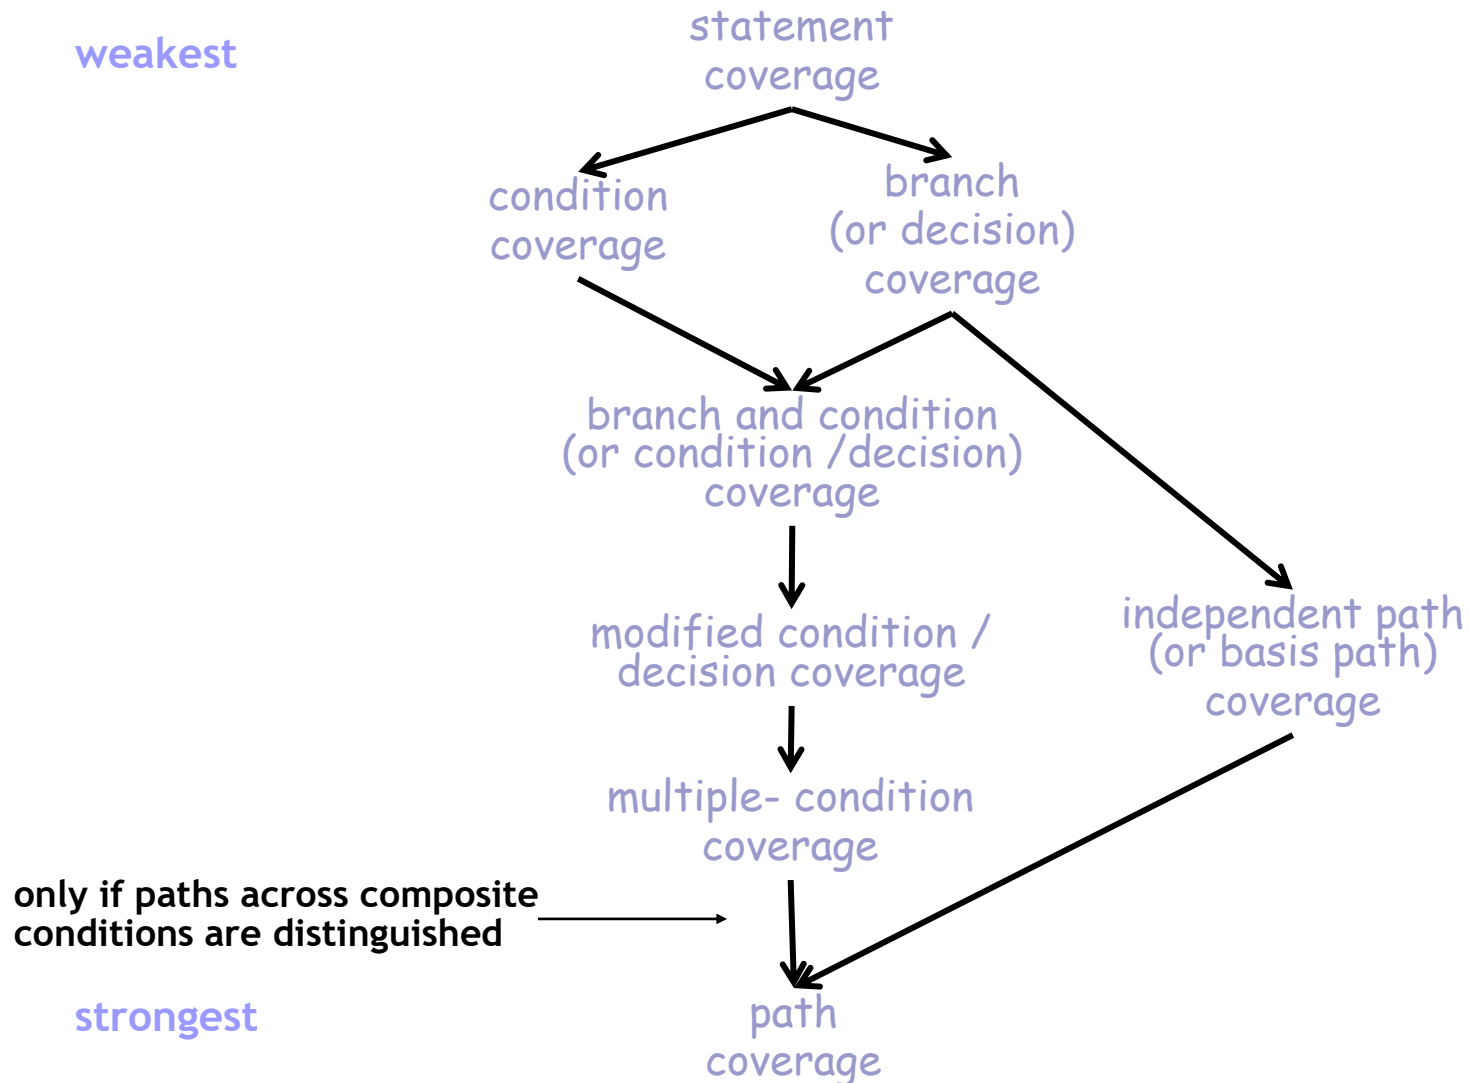 weakest
statement
coverage
condition
coverage
branch
(or decision)
coverage
branch and condition
(or condition /decision)
coverage
modified condition /
decision coverage
independent path
(or basis path)
coverage
multiple- condition
coverage
only if paths across composite
conditions are distinguished
strongest
path
coverage